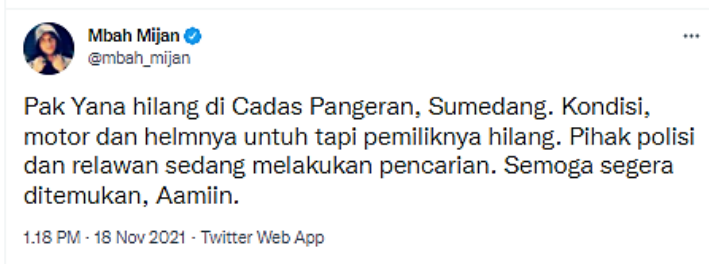 Mbah Mijan
@mbah_mijan
Pak Yana hilang di Cadas Pangeran, Sumedang. Kondisi,
motor dan helmnya untuh tapi pemiliknya hilang. Pihak polisi
dan relawan sedang melakukan pencarian. Semoga segera
ditemukan, Aamiin.
1.18 PM · 18 Nov 2021 · Twitter Web App